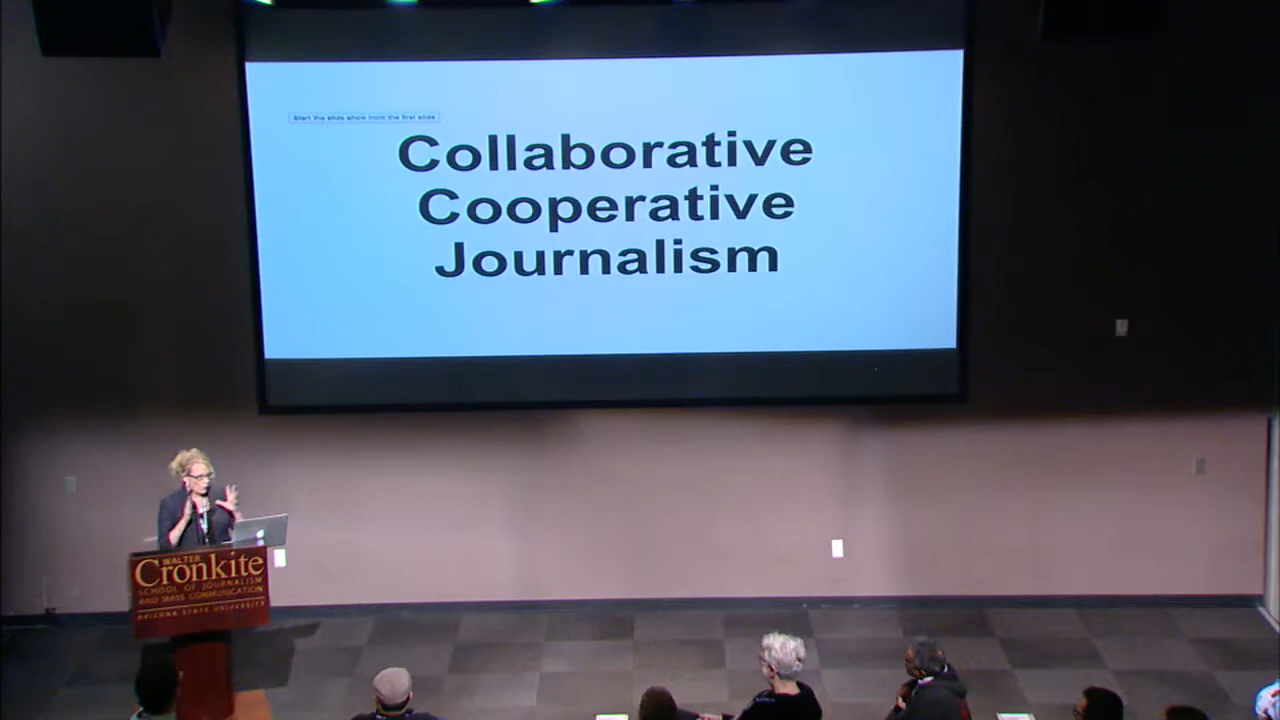 Start the slide show from the first slide
Collaborative
Cooperative
Journalism
WALTER
Cronkite
SCHOOL OF JOURNALISM
AND MASS COMMUNICATION
ARIZONA STATE UNIVERSITY